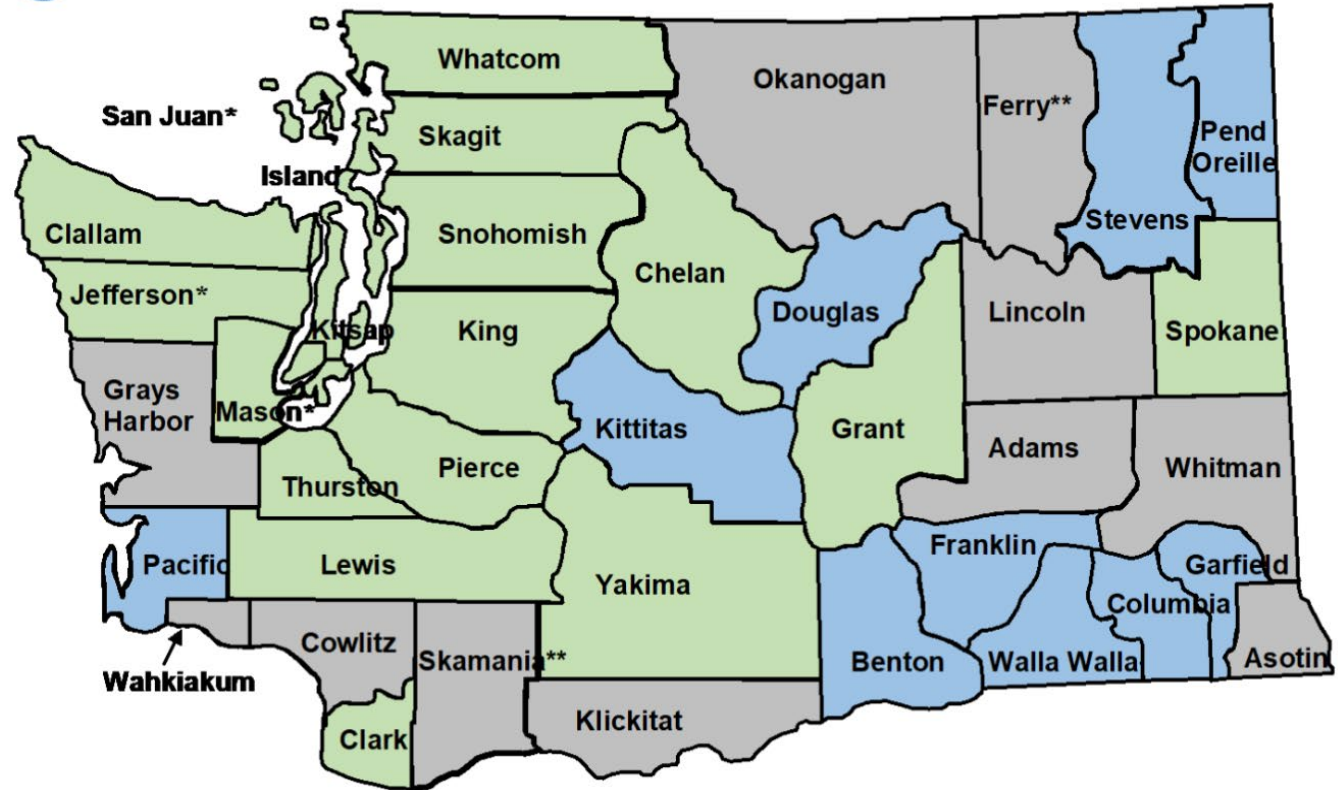 Whatcom
Okanogan
Ferry**
San Juan*
Skagit
Pend
Oreille
Island
Stevens
Clallam
Snohomish
Chelan
Jefferson*
Douglas
Lincoln
Kitsap
King
Spokane
Grays
Harbor
Mason*
Kittitas
Grant
Adams
Pierce
Whitman
Thurston
Franklin
Pacific
Lewis
Garfield
Yakima
Columbia
Cowlitz
Skamania**
Benton
Walla Walla
Asotin
Wahkiakum
Klickitat
Clark